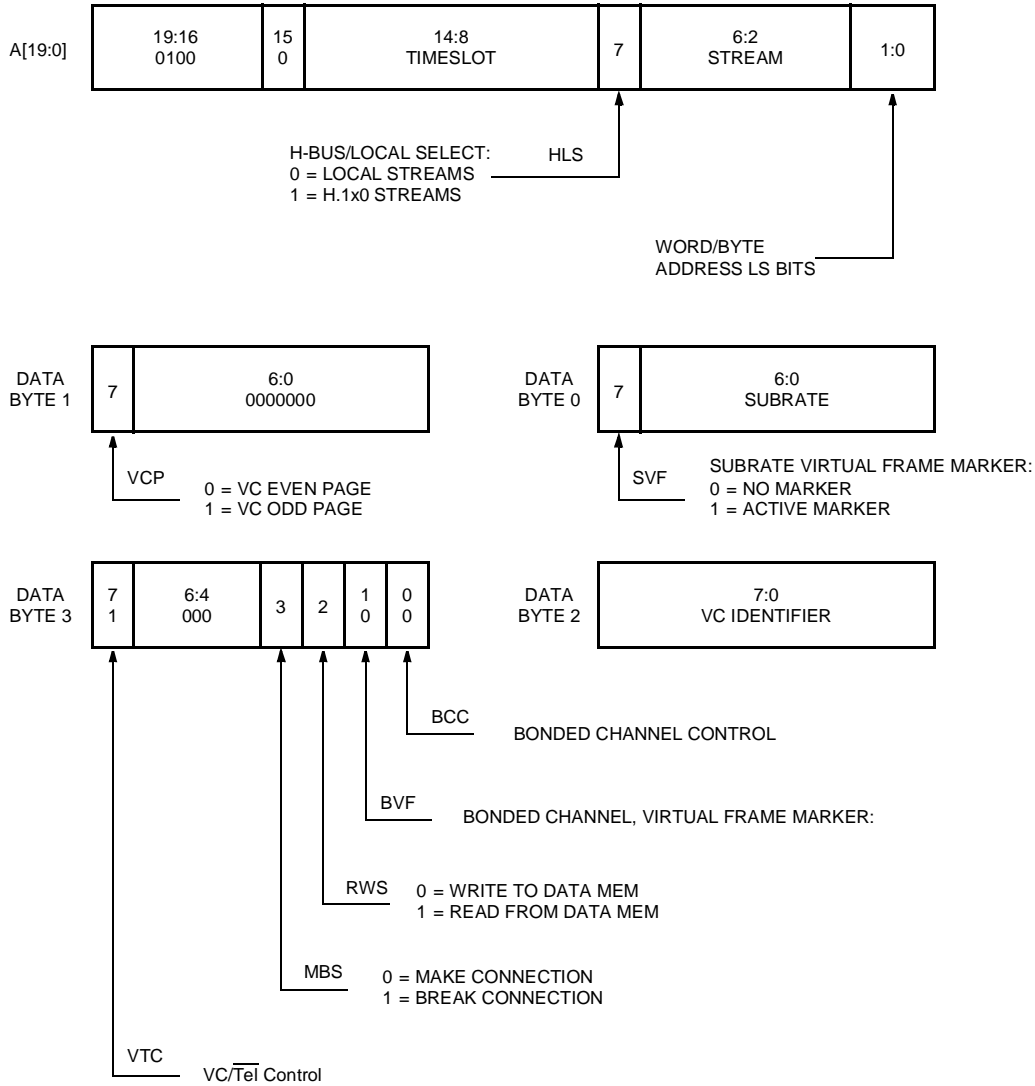 A[19:0]
19:16
0100
15
0
14:8
TIMESLOT
7
6:2
STREAM
1:0
H-BUS/LOCAL SELECT:
0 = LOCAL STREAMS
1 = H.1x0 STREAMS
HLS
WORD/BYTE
ADDRESS LS BITS
DATA
BYTE 1
7
6:0
0000000
VCP
0 = VC EVEN PAGE
1 = VC ODD PAGE
DATA
BYTE 0
7
6:0
SUBRATE
SVF
SUBRATE VIRTUAL FRAME MARKER:
0 = NO MARKER
1 = ACTIVE MARKER
DATA
BYTE 3
7
1
6:4
000
3
2
1
0
0
0
DATA
BYTE 2
7:0
VC IDENTIFIER
BCC
BONDED CHANNEL CONTROL
BVF
BONDED CHANNEL, VIRTUAL FRAME MARKER:
RWS
0 = WRITE TO DATA MEM
1 = READ FROM DATA MEM
MBS
0 = MAKE CONNECTION
1 = BREAK CONNECTION
VTC
VC/Tel Control